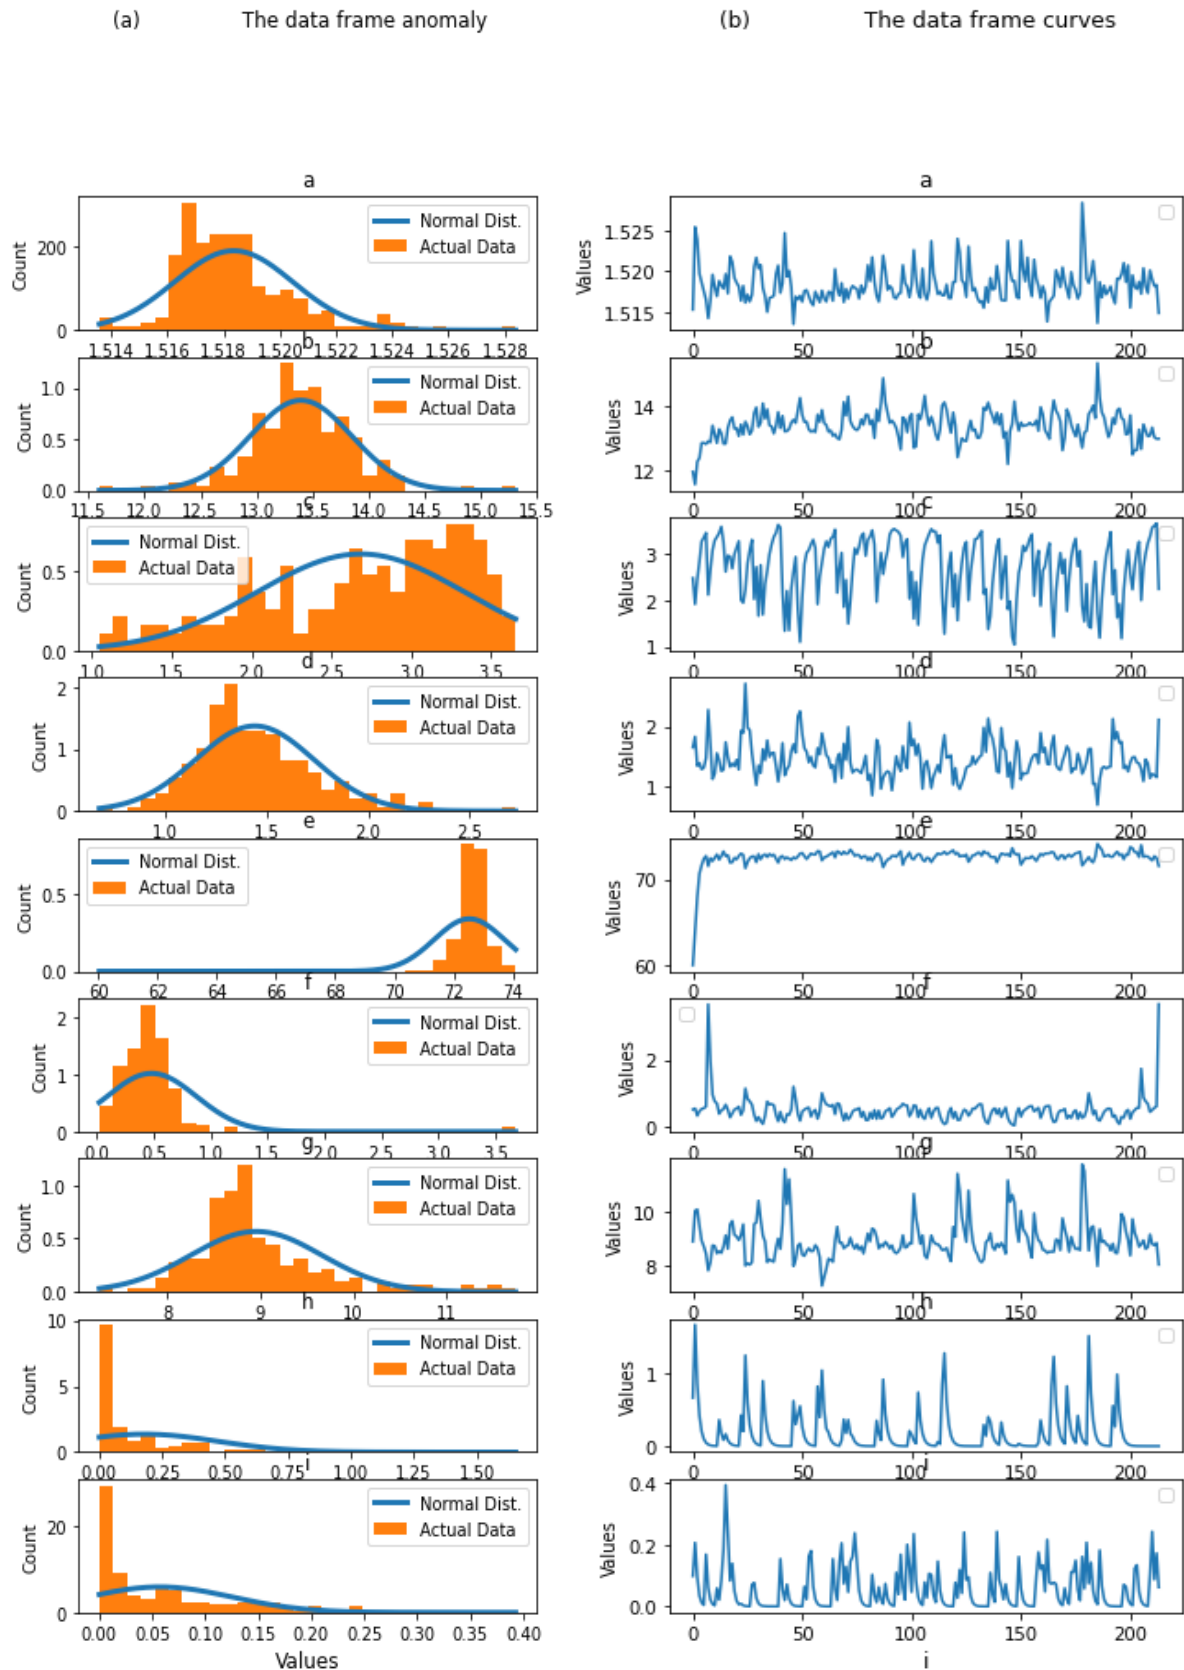 (a) The data frame anomaly
(b) The data frame curves
a
Count
200
0
Normal Dist.
Actual Data
1.514 1.516 1.518 1.520 1.522 1.524 1.526 1.528
b
Count
1.0
0.5
0.0
Normal Dist.
Actual Data
11.5 12.0 12.5 13.0 13.5 14.0 14.5 15.0 15.5
c
Count
0.5
0.0
Normal Dist.
Actual Data
1.0 1.5 2.0 2.5 3.0 3.5
d
Count
2
1
0
Normal Dist.
Actual Data
1.0 1.5 2.0 2.5
e
Count
0.5
0.0
Normal Dist.
Actual Data
60 62 64 66 68 70 72 74
f
Count
2
1
0
Normal Dist.
Actual Data
0.0 0.5 1.0 1.5 2.0 2.5 3.0 3.5
g
Count
1.0
0.5
0.0
Normal Dist.
Actual Data
8 9 10 11
h
Count
10
5
0
Normal Dist.
Actual Data
0.00 0.25 0.50 0.75 1.00 1.25 1.50
i
Count
20
0
Normal Dist.
Actual Data
0.00 0.05 0.10 0.15 0.20 0.25 0.30 0.35 0.40
Values
a
Values
1.525
1.520
1.515
0 50 100 150 200
b
Values
14
12
0 50 100 150 200
c
Values
3
2
1
0 50 100 150 200
d
Values
2
1
0 50 100 150 200
e
Values
70
60
0 50 100 150 200
f
Values
2
0
0 50 100 150 200
g
Values
10
8
0 50 100 150 200
h
Values
1
0
0 50 100 150 200
i
Values
0.4
0.2
0.0
0 50 100 150 200
i